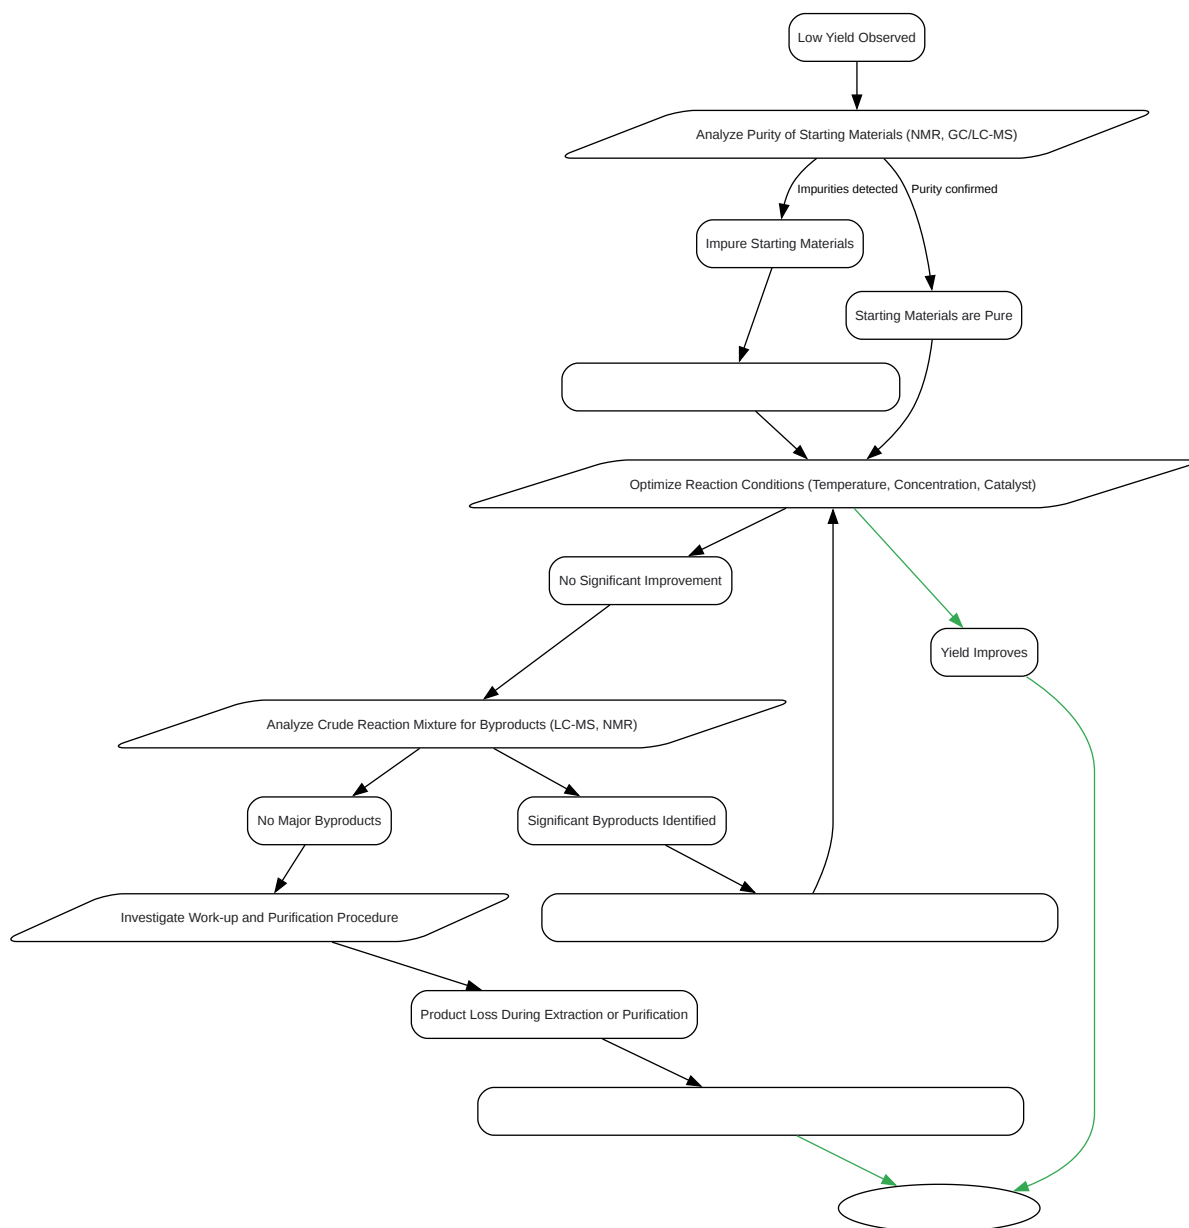 Low Yield Observed
Analyze Purity of Starting Materials (NMR, GC/LC-MS)
Impurities detected
Purity confirmed
Impure Starting Materials
Starting Materials are Pure
Optimize Reaction Conditions (Temperature, Concentration, Catalyst)
No Significant Improvement
Yield Improves
Analyze Crude Reaction Mixture for Byproducts (LC-MS, NMR)
No Major Byproducts
Significant Byproducts Identified
Investigate Work-up and Purification Procedure
Product Loss During Extraction or Purification